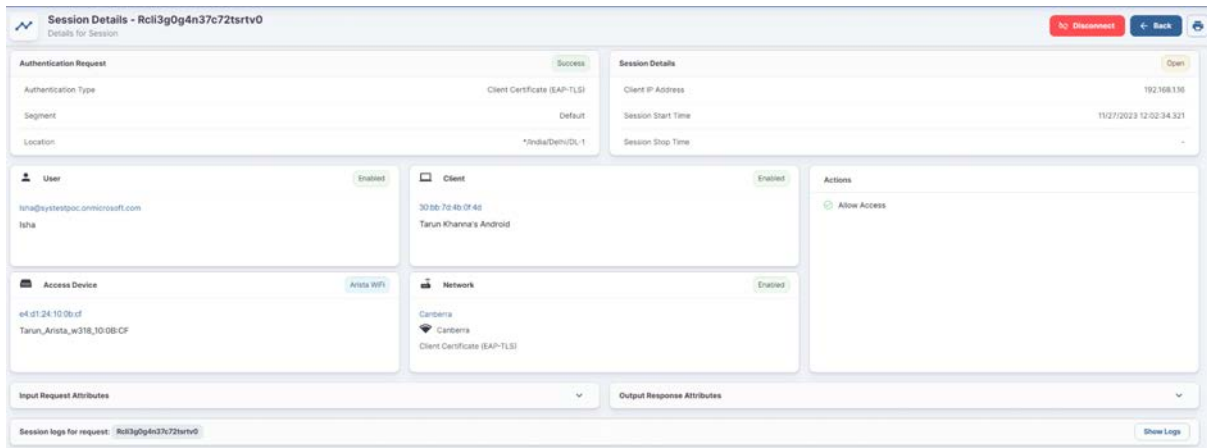 Session Details - Rcli3g0g4n37c72tsrtv0
Details for Session
Disconnect
← Back
Authentication Request
Success
Authentication Type
Client Certificate (EAP-TLS)
Segment
Default
Location
*/India/Delhi/DL-1
Session Details
Open
Client IP Address
192.168.1.16
Session Start Time
11/27/2023 12:02:34.321
Session Stop Time
-
User
Enabled
Isha@systestpoc.onmicrosoft.com
Isha
Client
Enabled
30:bb:7d:4b:0f:4d
Tarun Khanna's Android
Actions
Allow Access
Access Device
Arista WiFi
e4:d1:24:10:0b:cf
Tarun_Arista_w318_10:0B:CF
Network
Enabled
Canberra
Canberra
Client Certificate (EAP-TLS)
Input Request Attributes
Output Response Attributes
Session logs for request: Rcli3g0g4n37c72tsrtv0
Show Logs